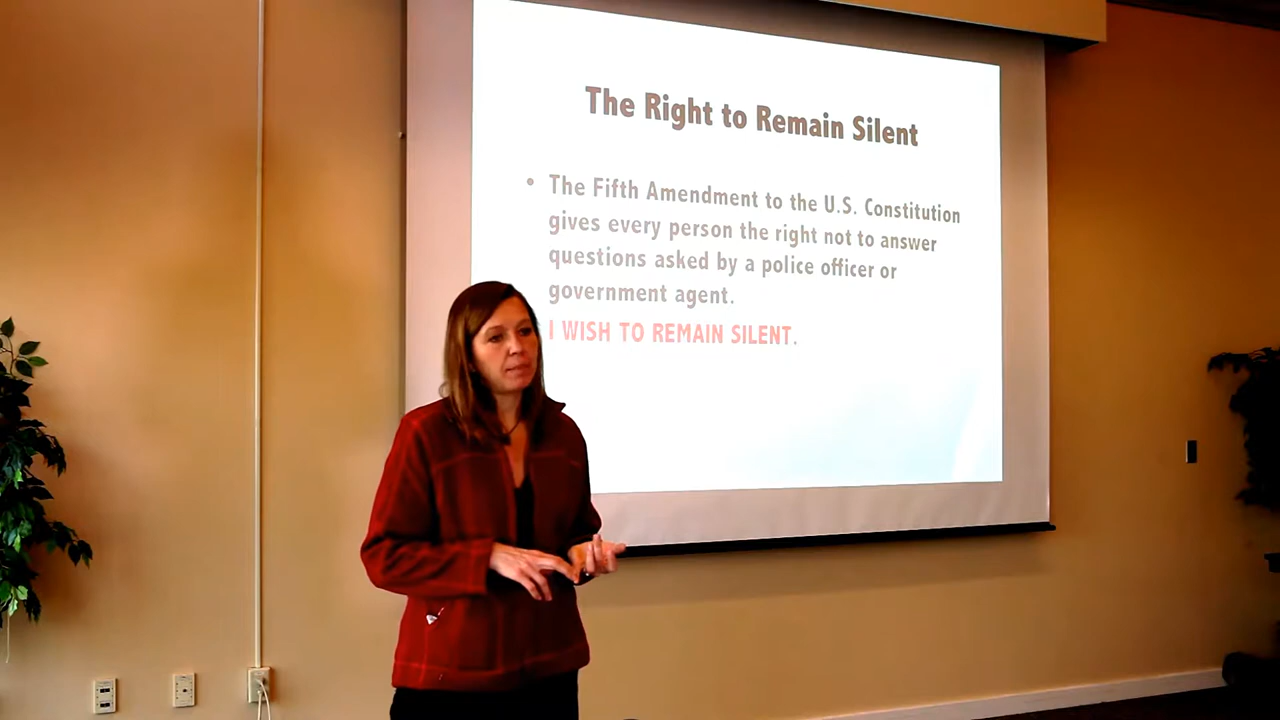 The Right to Remain Silent
• The Fifth Amendment to the U.S. Constitution
gives every person the right not to answer
questions asked by a police officer or
government agent.
I WISH TO REMAIN SILENT.